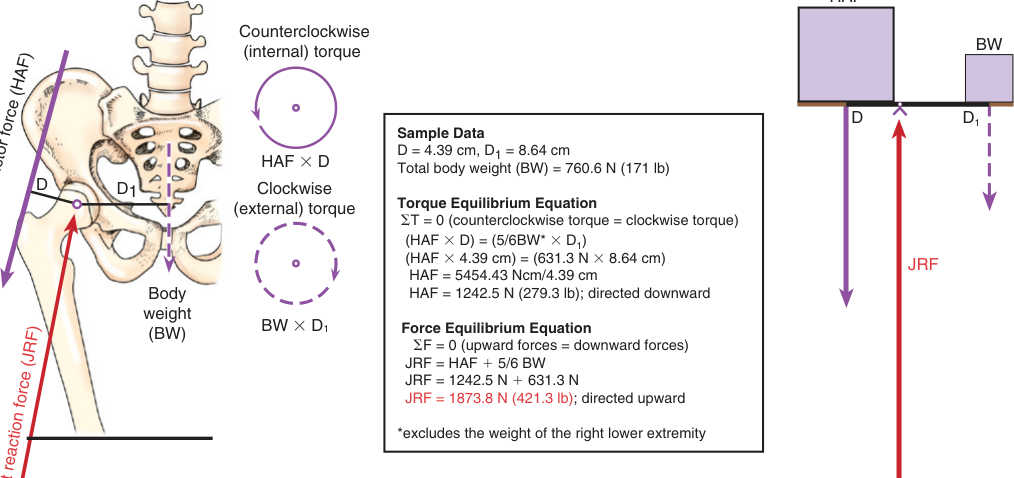 Counterclockwise
(internal) torque
HAF × D
Clockwise
(external) torque
BW × D₁
force (HAF)
D
D₁
Body
weight
(BW)
reaction force (JRF)
Sample Data
D = 4.39 cm, D₁ = 8.64 cm
Total body weight (BW) = 760.6 N (171 lb)
Torque Equilibrium Equation
ΣT = 0 (counterclockwise torque = clockwise torque)
(HAF × D) = (5/6BW* × D₁)
(HAF × 4.39 cm) = (631.3 N × 8.64 cm)
HAF = 5454.43 Ncm/4.39 cm
HAF = 1242.5 N (279.3 lb); directed downward
Force Equilibrium Equation
ΣF = 0 (upward forces = downward forces)
JRF = HAF + 5/6 BW
JRF = 1242.5 N + 631.3 N
JRF = 1873.8 N (421.3 lb); directed upward
*excludes the weight of the right lower extremity
HAF
BW
D
D₁
JRF